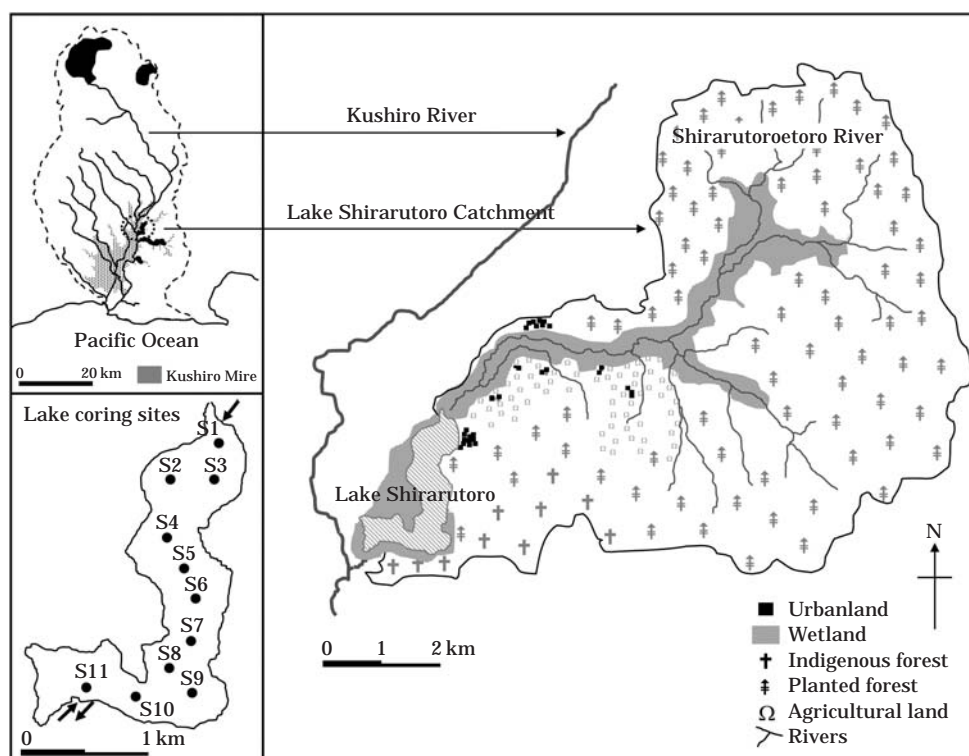 Kushiro River
Shirarutoroetoro River
Lake Shirarutoro Catchment
Pacific Ocean
0 20 km
Kushiro Mire
Lake coring sites
S1
S2
S3
S4
S5
S6
S7
S8
S9
S10
S11
0 1 km
Lake Shirarutoro
0 1 2 km
N
Urbanland
Wetland
Indigenous forest
Planted forest
Ω Agricultural land
Rivers